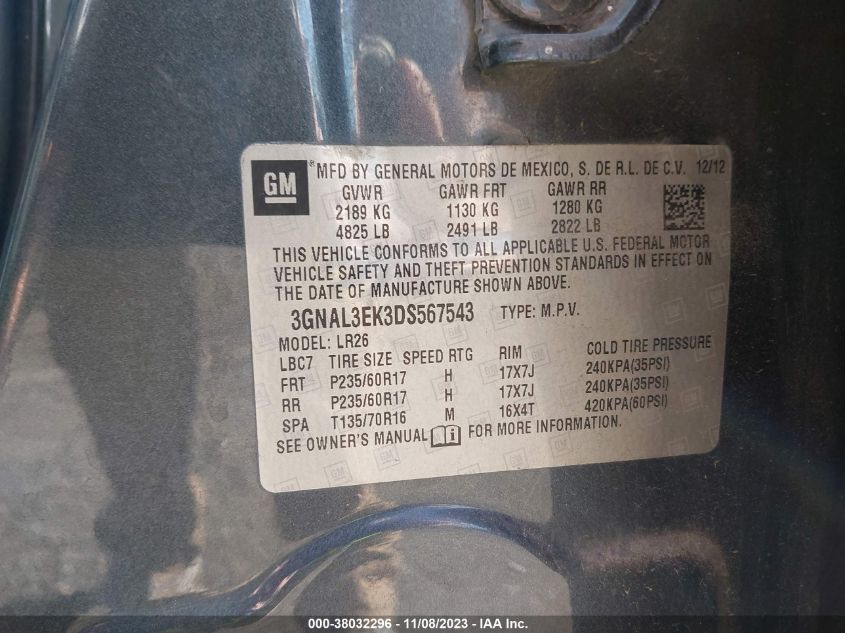 GM ® MFD BY GENERAL MOTORS DE MEXICO, S. DE R.L. DE C.V. 12/12
GVWR GAWR FRT GAWR RR
2189 KG 1130 KG 1280 KG
4825 LB 2491 LB 2822 LB
THIS VEHICLE CONFORMS TO ALL APPLICABLE U.S. FEDERAL MOTOR
VEHICLE SAFETY AND THEFT PREVENTION STANDARDS IN EFFECT ON
THE DATE OF MANUFACTURE SHOWN ABOVE.
3GNAL3EK3DS567543 TYPE: M.P.V.
MODEL: LR26
LBC7 TIRE SIZE SPEED RTG RIM COLD TIRE PRESSURE
FRT P235/60R17 H 17X7J 240KPA(35PSI)
RR P235/60R17 H 17X7J 240KPA(35PSI)
SPA T135/70R16 M 16X4T 420KPA(60PSI)
SEE OWNER'S MANUAL FOR MORE INFORMATION.
000-38032296 - 11/08/2023 - IAA Inc.